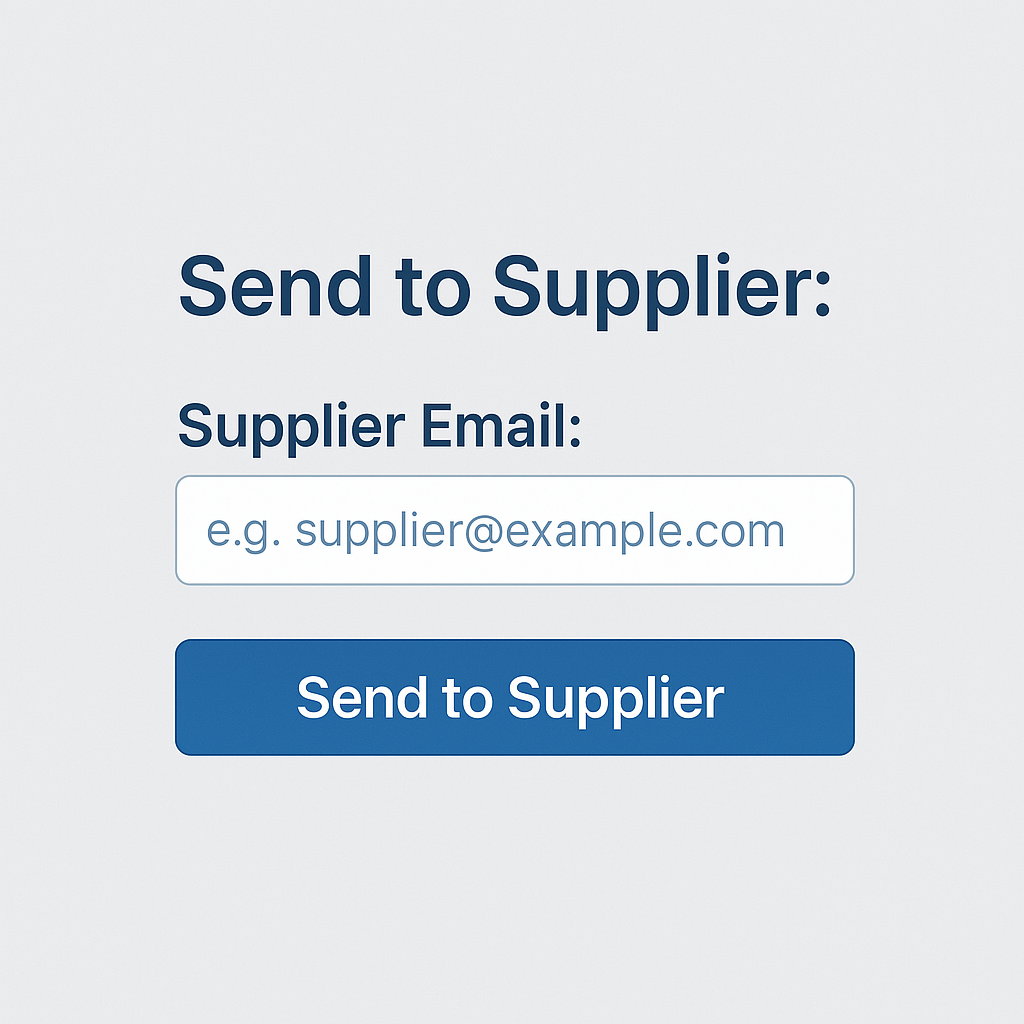 Send to Supplier:
Supplier Email:
e.g. supplier@example.com
Send to Supplier